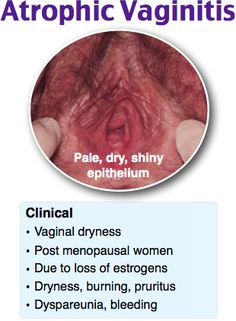 Atrophic Vaginitis
Pale, dry, shiny
epithelium
Clinical
• Vaginal dryness
• Post menopausal women
• Due to loss of estrogens
• Dryness, burning, pruritus
• Dyspareunia, bleeding